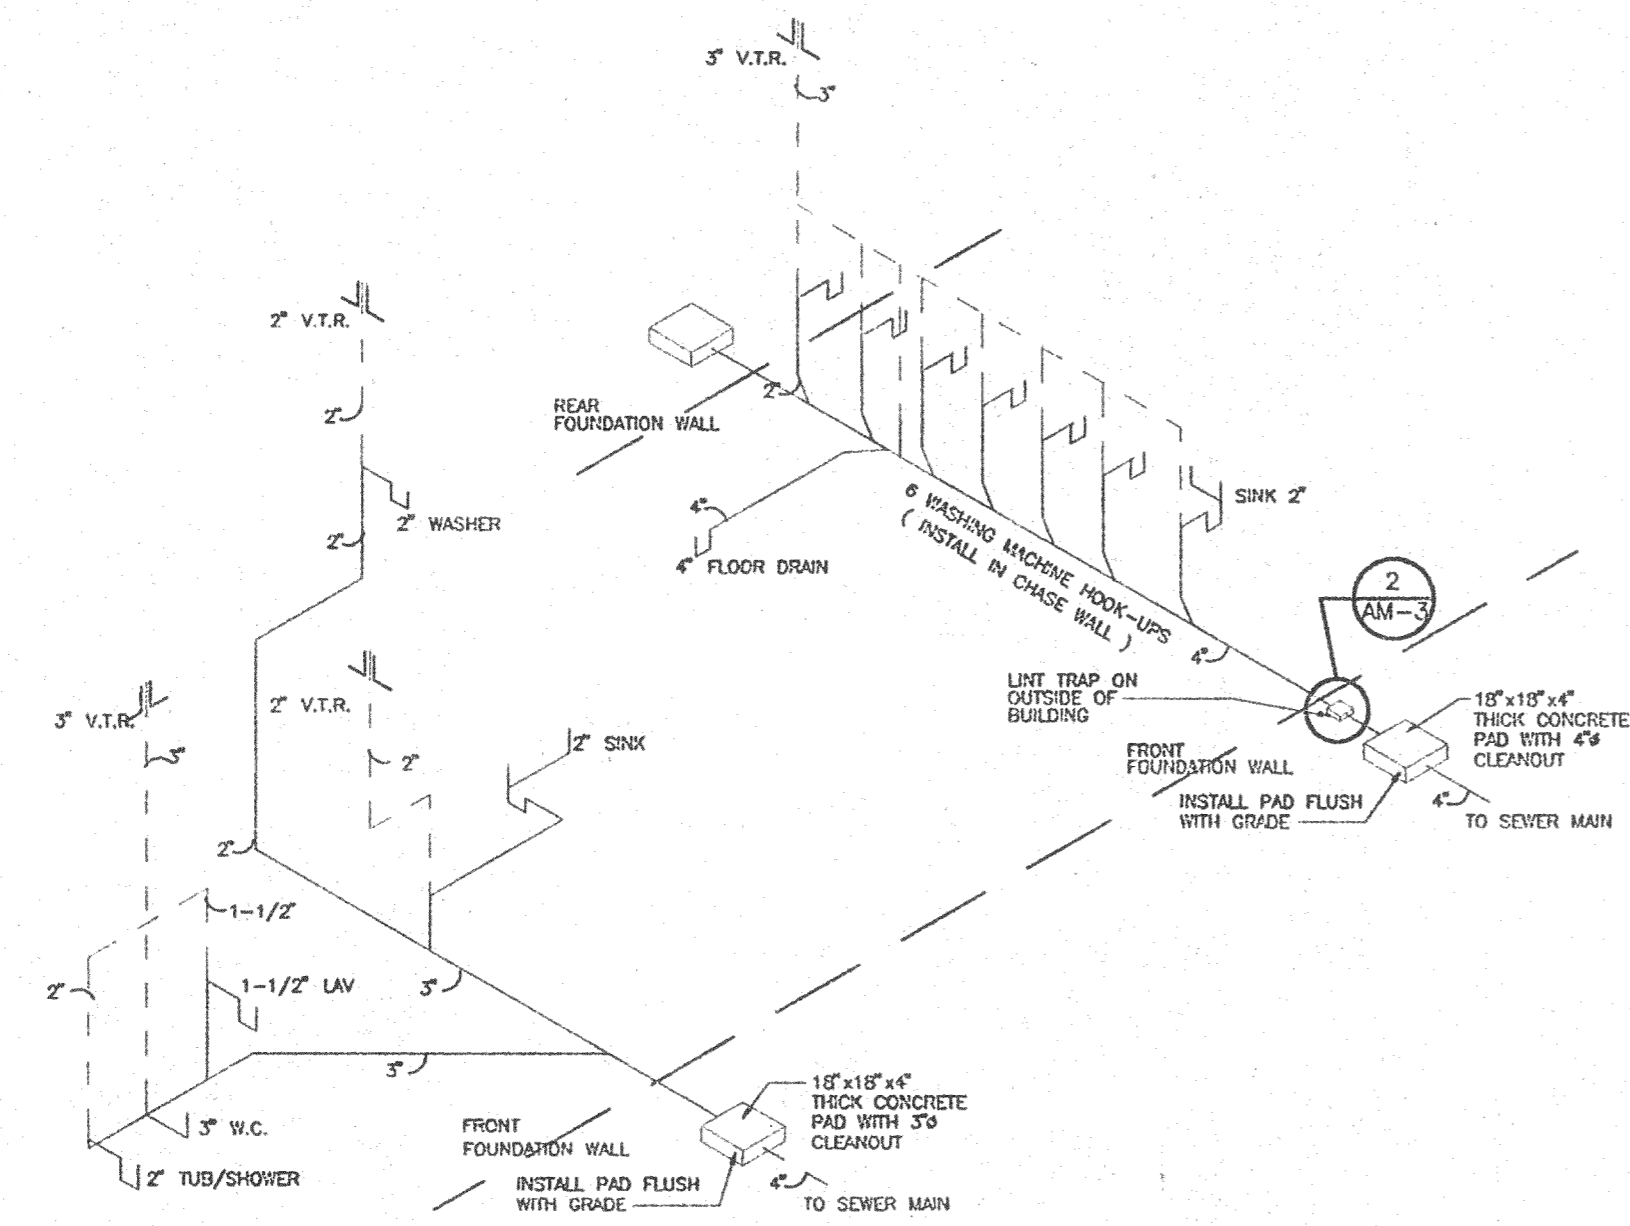 3" V.T.R.
3"
2" V.T.R.
2"
2"
REAR
FOUNDATION WALL
2"
2" WASHER
2"
4"
4" FLOOR DRAIN
SINK 2"
6 WASHING MACHINE HOOK-UPS
( INSTALL IN CHASE WALL )
2
AM-3
4"
LINT TRAP ON
OUTSIDE OF
BUILDING
18"x18"x4"
THICK CONCRETE
PAD WITH 4"ø
CLEANOUT
FRONT
FOUNDATION WALL
INSTALL PAD FLUSH
WITH GRADE
4"
TO SEWER MAIN
3" V.T.R.
3"
2" V.T.R.
2"
2" SINK
2"
1-1/2"
2"
1-1/2" LAV
3"
3"
3" W.C.
2" TUB/SHOWER
FRONT
FOUNDATION WALL
18"x18"x4"
THICK CONCRETE
PAD WITH 3"ø
CLEANOUT
INSTALL PAD FLUSH
WITH GRADE
4"
TO SEWER MAIN